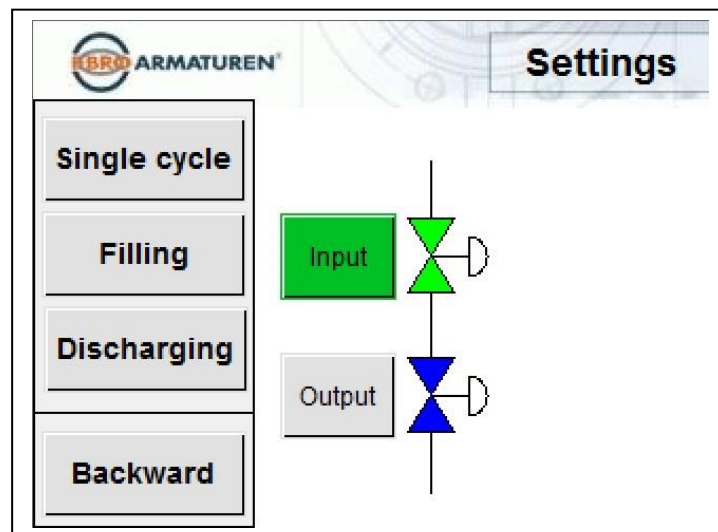 EBRO ARMATUREN®
Settings
Single cycle
Filling
Discharging
Backward
Input
Output